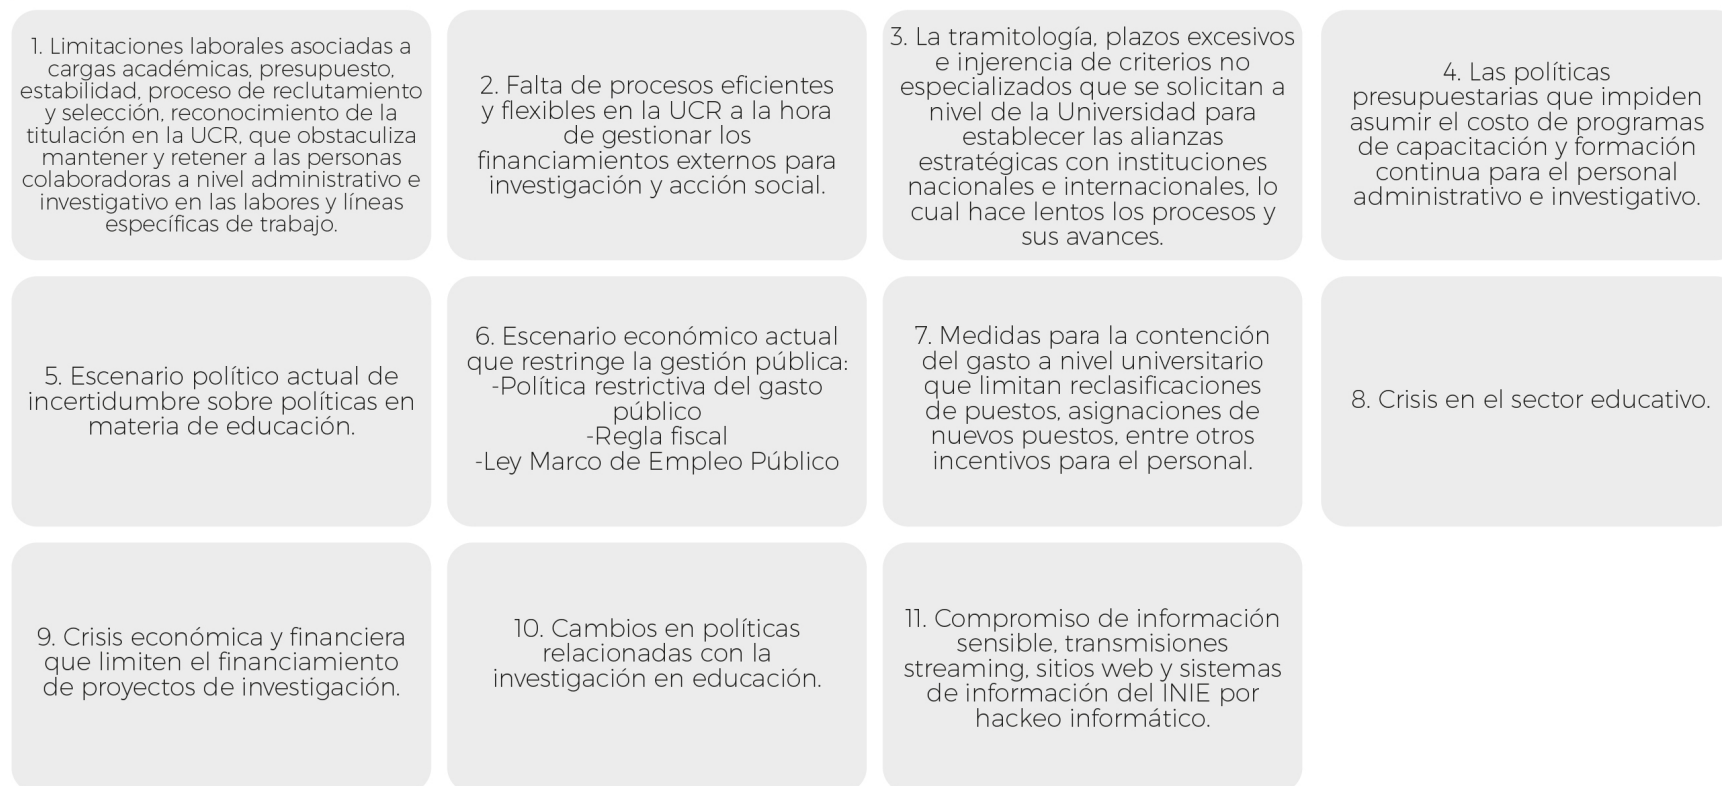 1. Limitaciones laborales asociadas a
cargas académicas, presupuesto,
estabilidad, proceso de reclutamiento
y selección, reconocimiento de la
titulación en la UCR, que obstaculiza
mantener y retener a las personas
colaboradoras a nivel administrativo e
investigativo en las labores y líneas
específicas de trabajo.
2. Falta de procesos eficientes
y flexibles en la UCR a la hora
de gestionar los
financiamientos externos para
investigación y acción social.
3. La tramitología, plazos excesivos
e injerencia de criterios no
especializados que se solicitan a
nivel de la Universidad para
establecer las alianzas
estratégicas con instituciones
nacionales e internacionales, lo
cual hace lentos los procesos y
sus avances.
4. Las políticas
presupuestarias que impiden
asumir el costo de programas
de capacitación y formación
continua para el personal
administrativo e investigativo.
5. Escenario político actual de
incertidumbre sobre políticas en
materia de educación.
6. Escenario económico actual
que restringe la gestión pública:
-Política restrictiva del gasto
público
-Regla fiscal
-Ley Marco de Empleo Público
7. Medidas para la contención
del gasto a nivel universitario
que limitan reclasificaciones
de puestos, asignaciones de
nuevos puestos, entre otros
incentivos para el personal.
8. Crisis en el sector educativo.
9. Crisis económica y financiera
que limiten el financiamiento
de proyectos de investigación.
10. Cambios en políticas
relacionadas con la
investigación en educación.
11. Compromiso de información
sensible, transmisiones
streaming, sitios web y sistemas
de información del INIE por
hackeo informático.